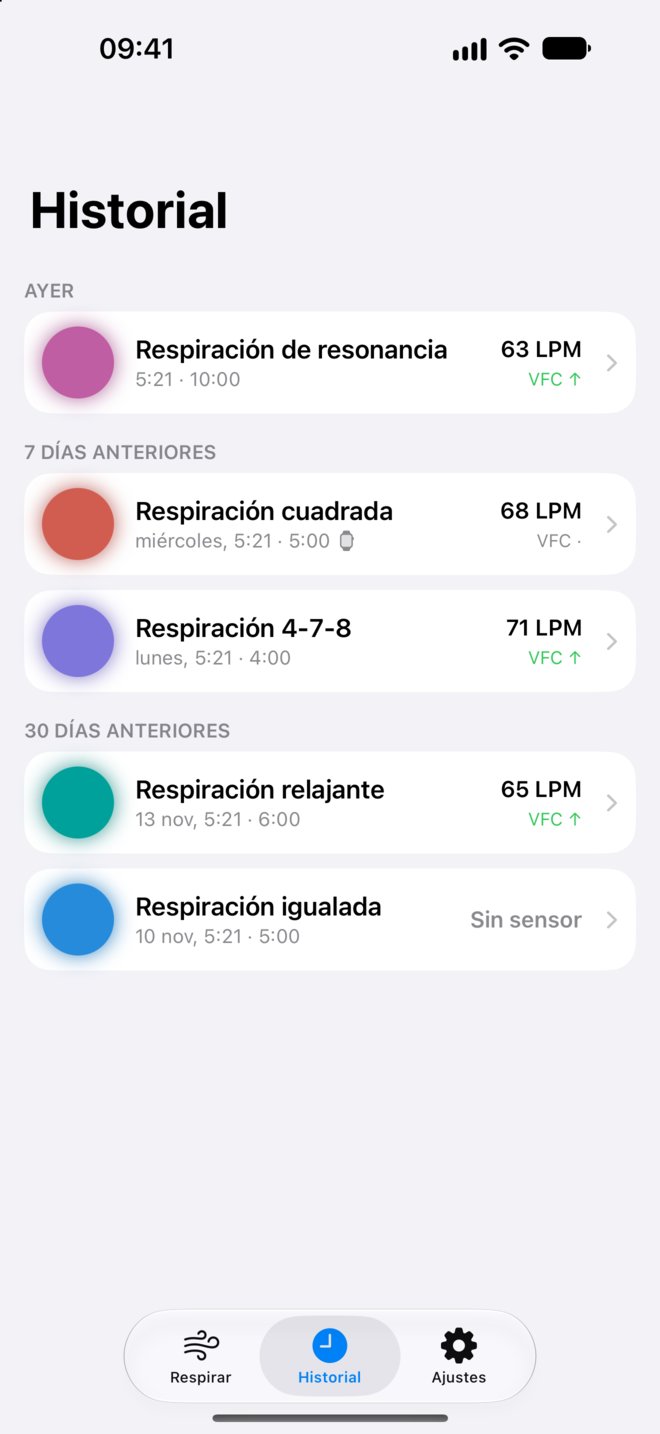 09:41
Historial
AYER
Respiración de resonancia
63 LPM
5:21 · 10:00
VFC ↑
7 DÍAS ANTERIORES
Respiración cuadrada
68 LPM
miércoles, 5:21 · 5:00
VFC ·
Respiración 4-7-8
71 LPM
lunes, 5:21 · 4:00
VFC ↑
30 DÍAS ANTERIORES
Respiración relajante
65 LPM
13 nov, 5:21 · 6:00
VFC ↑
Respiración igualada
Sin sensor
10 nov, 5:21 · 5:00
Respirar
Historial
Ajustes